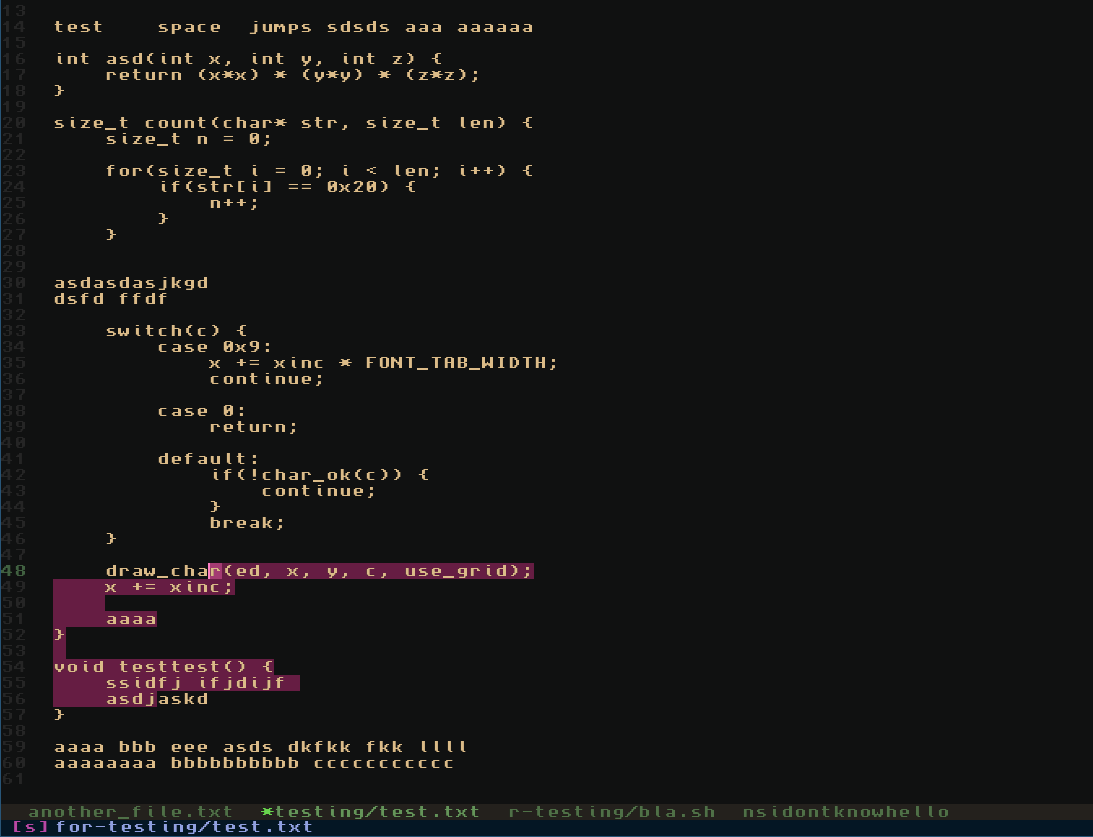 13
14 test    space  jumps sdsds aaa aaaaaa
15
16 int asd(int x, int y, int z) {
17     return (x*x) * (y*y) * (z*z);
18 }
19
20 size_t count(char* str, size_t len) {
21     size_t n = 0;
22
23     for(size_t i = 0; i < len; i++) {
24         if(str[i] == 0x20) {
25             n++;
26         }
27     }
28
29
30 asdasdasjkgd
31 dsfd ffdf
32
33     switch(c) {
34         case 0x9:
35             x += xinc * FONT_TAB_WIDTH;
36             continue;
37
38         case 0:
39             return;
40
41         default:
42             if(!char_ok(c)) {
43                 continue;
44             }
45             break;
46     }
47
48     draw_char(ed, x, y, c, use_grid);
49     x += xinc;
50
51     aaaa
52 }
53
54 void testtest() {
55     ssidfj ifjdijf
56     asdjaskd
57 }
58
59 aaaa bbb eee asds dkfkk fkk llll
60 aaaaaaaa bbbbbbbbbb ccccccccccc
61
another_file.txt  *testing/test.txt  r-testing/bla.sh  nsidontknowhello
[s]for-testing/test.txt